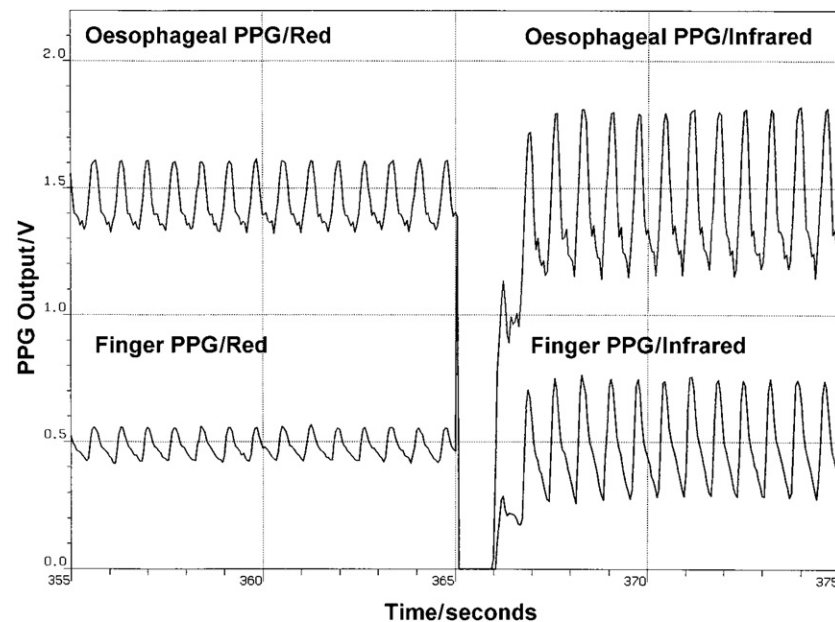 Oesophageal PPG/Red
Oesophageal PPG/Infrared
2.0
1.5
1.0
0.5
0.0
PPG Output/V
Finger PPG/Red
Finger PPG/Infrared
355
360
365
370
375
Time/seconds